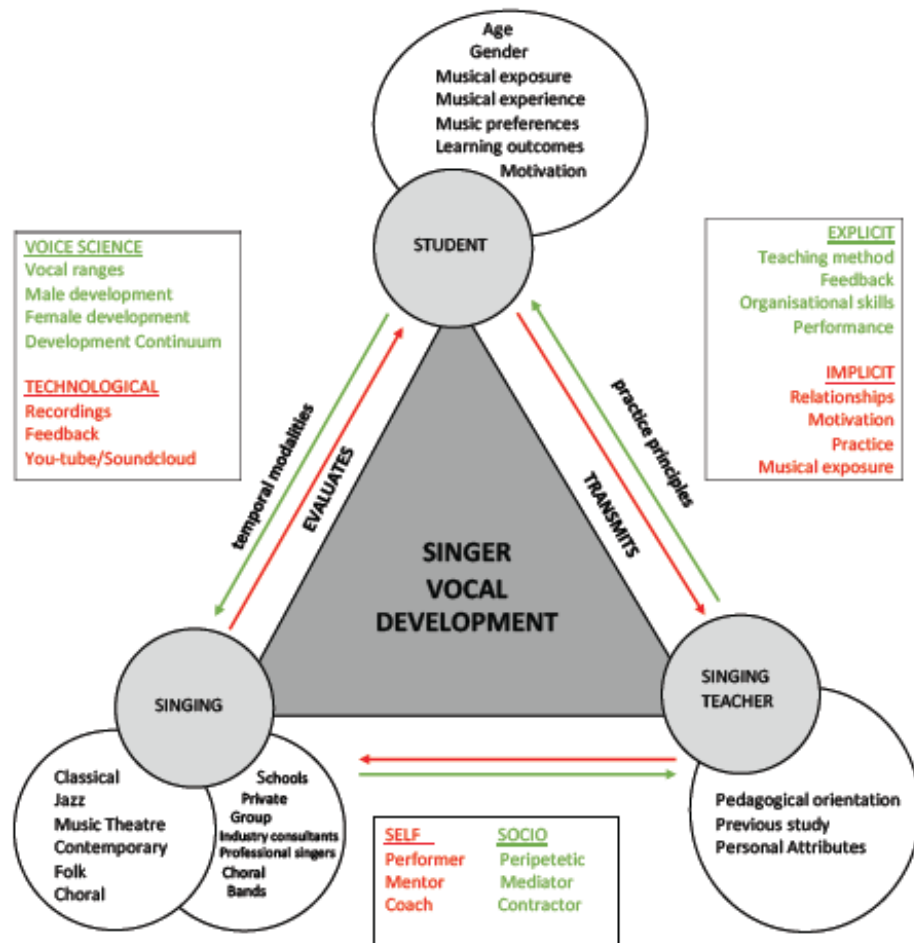 Age
Gender
Musical exposure
Musical experience
Music preferences
Learning outcomes
Motivation
STUDENT
VOICE SCIENCE
Vocal ranges
Male development
Female development
Development Continuum
TECHNOLOGICAL
Recordings
Feedback
You-tube/Soundcloud
EXPLICIT
Teaching method
Feedback
Organisational skills
Performance
IMPLICIT
Relationships
Motivation
Practice
Musical exposure
temporal modalities
EVALUATES
practice principles
TRANSMITS
SINGER
VOCAL
DEVELOPMENT
SINGING
SINGING
TEACHER
Classical
Jazz
Music Theatre
Contemporary
Folk
Choral
Schools
Private
Group
Industry consultants
Professional singers
Choral
Bands
SELF
Performer
Mentor
Coach
SOCIO
Peripetetic
Mediator
Contractor
Pedagogical orientation
Previous study
Personal Attributes